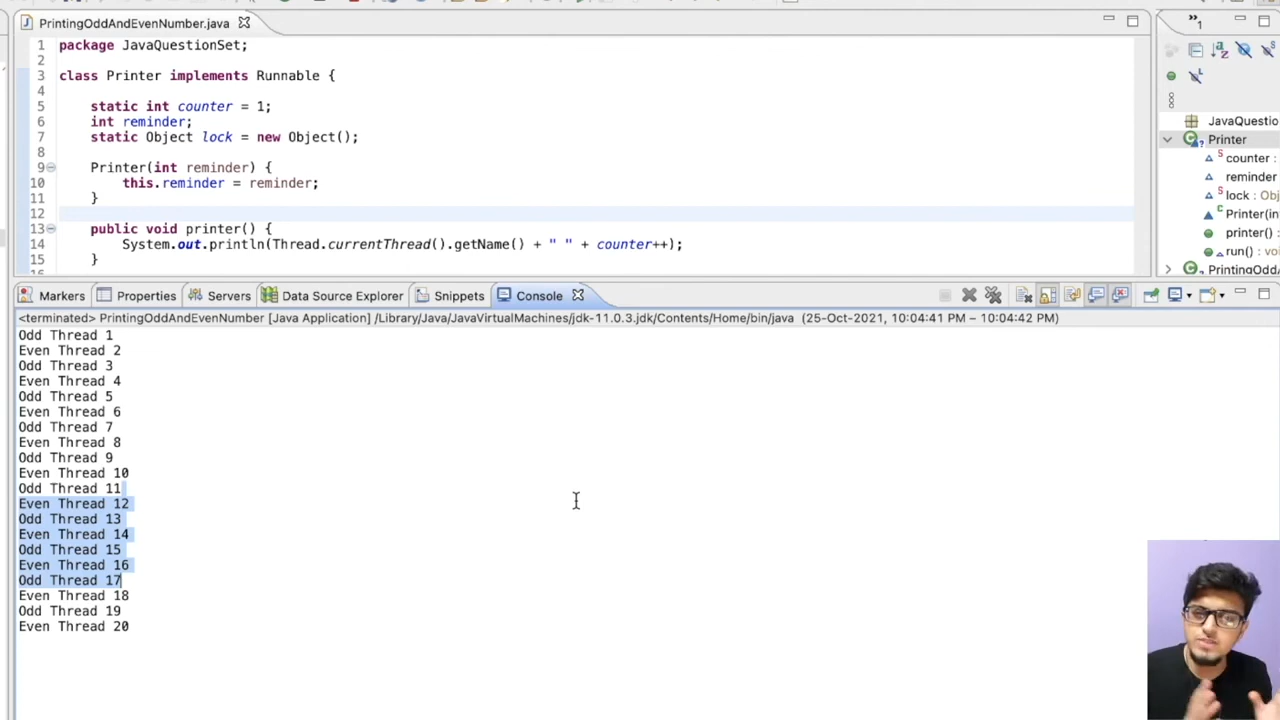 PrintingOddAndEvenNumber.java
1 package JavaQuestionSet;
2
3 class Printer implements Runnable {
4
5 static int counter = 1;
6 int reminder;
7 static Object lock = new Object();
8
9 Printer(int reminder) {
10 this.reminder = reminder;
11 }
12
13 public void printer() {
14 System.out.println(Thread.currentThread().getName() + " " + counter++);
15 }
»1
JavaQuestio
Printer
counter :
reminder
lock : Obj
Printer(in
printer() :
run() : voi
PrintingOddA
Markers Properties Servers Data Source Explorer Snippets Console
<terminated> PrintingOddAndEvenNumber [Java Application] /Library/Java/JavaVirtualMachines/jdk-11.0.3.jdk/Contents/Home/bin/java (25-Oct-2021, 10:04:41 PM – 10:04:42 PM)
Odd Thread 1
Even Thread 2
Odd Thread 3
Even Thread 4
Odd Thread 5
Even Thread 6
Odd Thread 7
Even Thread 8
Odd Thread 9
Even Thread 10
Odd Thread 11
Even Thread 12
Odd Thread 13
Even Thread 14
Odd Thread 15
Even Thread 16
Odd Thread 17
Even Thread 18
Odd Thread 19
Even Thread 20